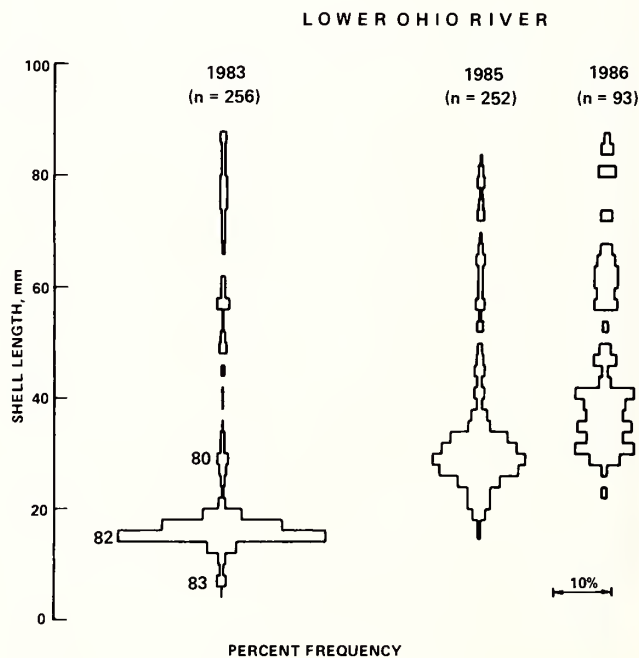 LOWER OHIO RIVER
1983
(n = 256)
1985
(n = 252)
1986
(n = 93)
SHELL LENGTH, mm
100
80
60
40
20
0
80
82
83
10%
PERCENT FREQUENCY